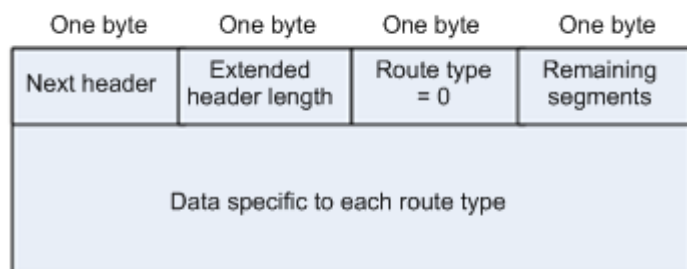 One byte One byte One byte One byte
Next header Extended header length Route type = 0 Remaining segments
Data specific to each route type